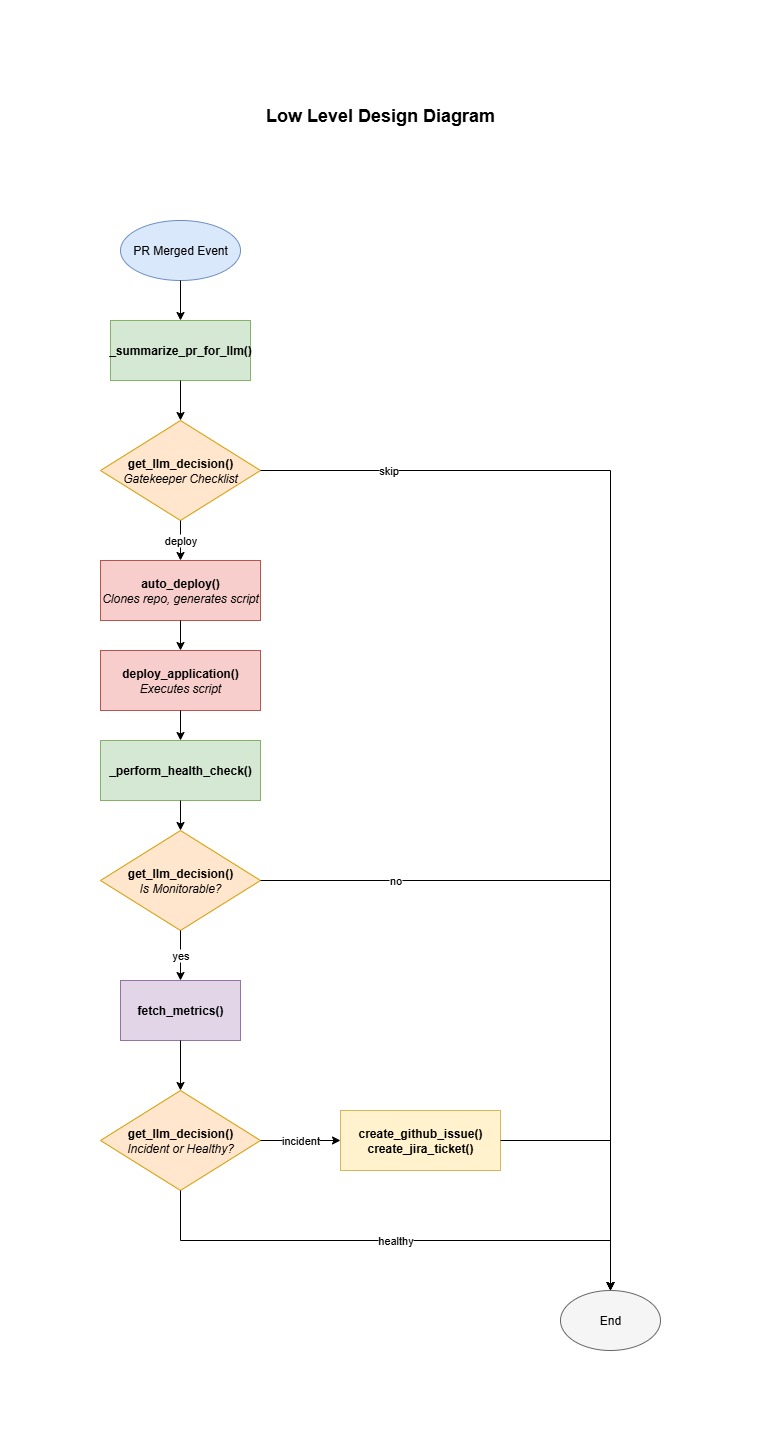 Low Level Design Diagram
PR Merged Event
_summarize_pr_for_llm()
get_llm_decision()
Gatekeeper Checklist
skip
deploy
auto_deploy()
Clones repo, generates script
deploy_application()
Executes script
_perform_health_check()
get_llm_decision()
Is Monitorable?
no
yes
fetch_metrics()
get_llm_decision()
Incident or Healthy?
incident
create_github_issue()
create_jira_ticket()
healthy
End